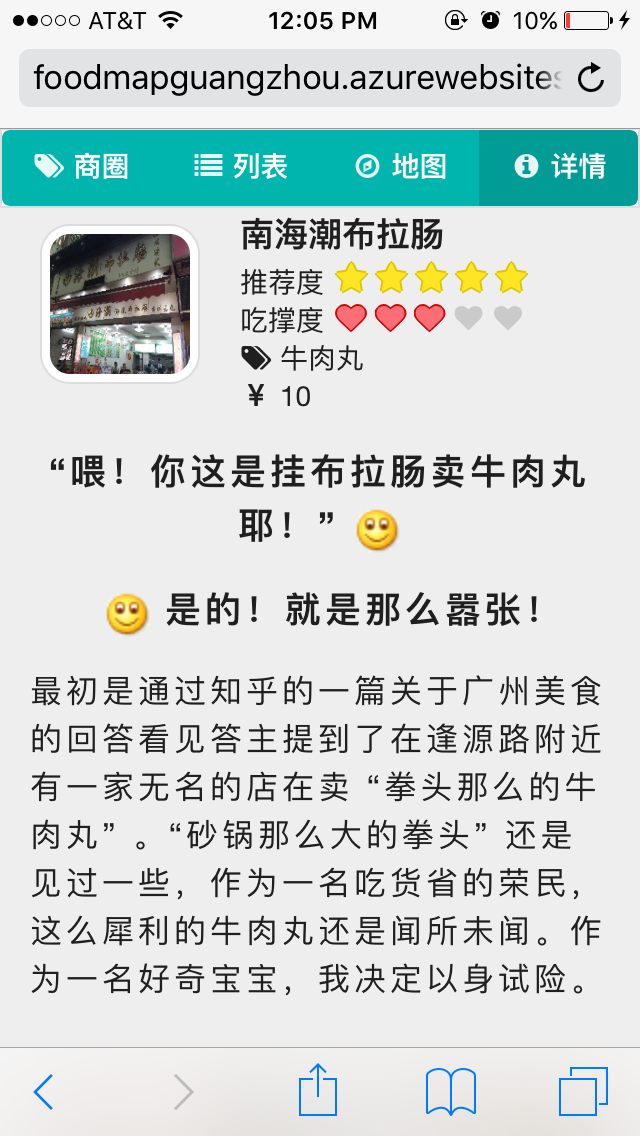 AT&T 12:05 PM 10%
foodmapguangzhou.azurewebsites
商圈 列表 地图 详情
南海潮布拉肠
推荐度
吃撑度
牛肉丸
¥ 10
“喂！你这是挂布拉肠卖牛肉丸
耶！”
是的！就是那么嚣张！
最初是通过知乎的一篇关于广州美食
的回答看见答主提到了在逢源路附近
有一家无名的店在卖 “拳头那么的牛
肉丸” 。“砂锅那么大的拳头” 还是
见过一些，作为一名吃货省的荣民，
这么犀利的牛肉丸还是闻所未闻。作
为一名好奇宝宝，我决定以身试险。